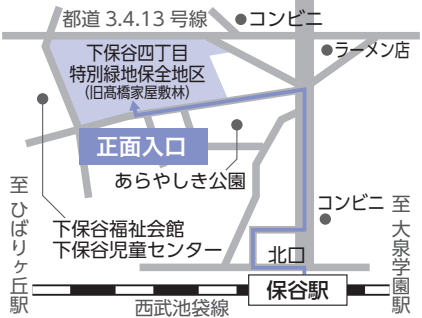 都道 3.4.13 号線
コンビニ
下保谷四丁目
特別緑地保全地区
(旧髙橋家屋敷林)
ラーメン店
正面入口
あらやしき公園
コンビニ
至 ひばりヶ丘駅
下保谷福祉会館
下保谷児童センター
至 大泉学園駅
北口
保谷駅
西武池袋線